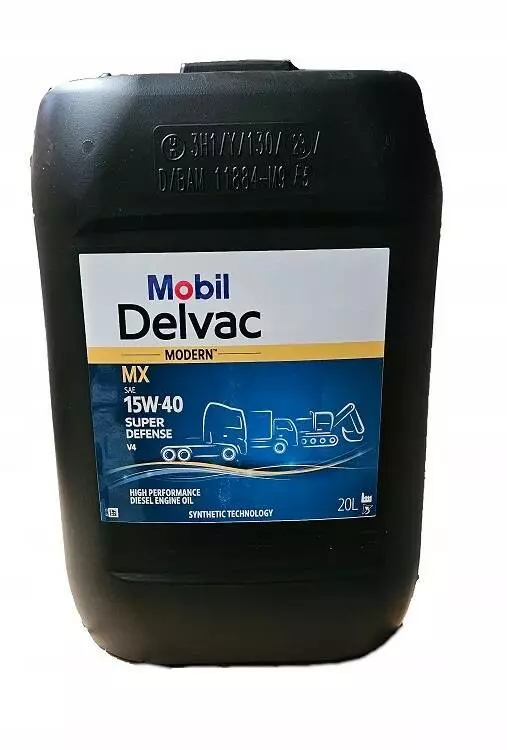 3H1/Y/130/ 23/
D/BAM 11884-M9
Mobil
Delvac
MODERN™
MX
SAE
15W-40
SUPER
DEFENSE
V4
HIGH PERFORMANCE
DIESEL ENGINE OIL
SYNTHETIC TECHNOLOGY
20L